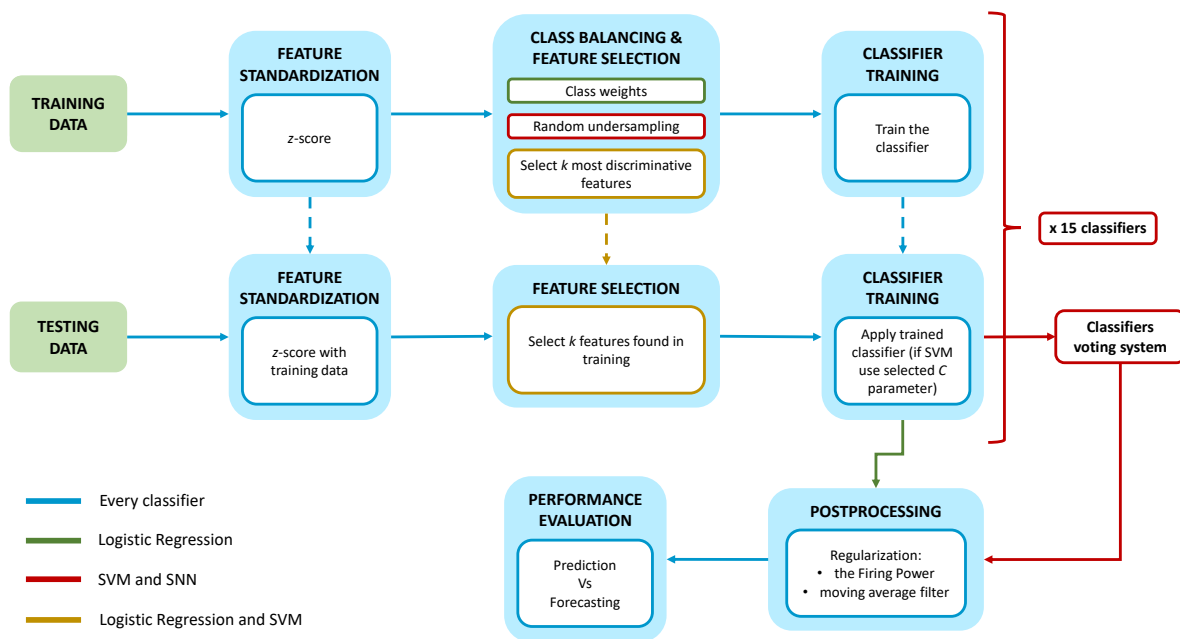 TRAINING
DATA
FEATURE
STANDARDIZATION
z-score
CLASS BALANCING &
FEATURE SELECTION
Class weights
Random undersampling
Select k most discriminative
features
CLASSIFIER
TRAINING
Train the
classifier
x 15 classifiers
TESTING
DATA
FEATURE
STANDARDIZATION
z-score with
training data
FEATURE SELECTION
Select k features found in
training
CLASSIFIER
TRAINING
Apply trained
classifier (if SVM
use selected C
parameter)
Classifiers
voting system
POSTPROCESSING
Regularization:
• the Firing Power
• moving average filter
PERFORMANCE
EVALUATION
Prediction
Vs
Forecasting
Every classifier
Logistic Regression
SVM and SNN
Logistic Regression and SVM